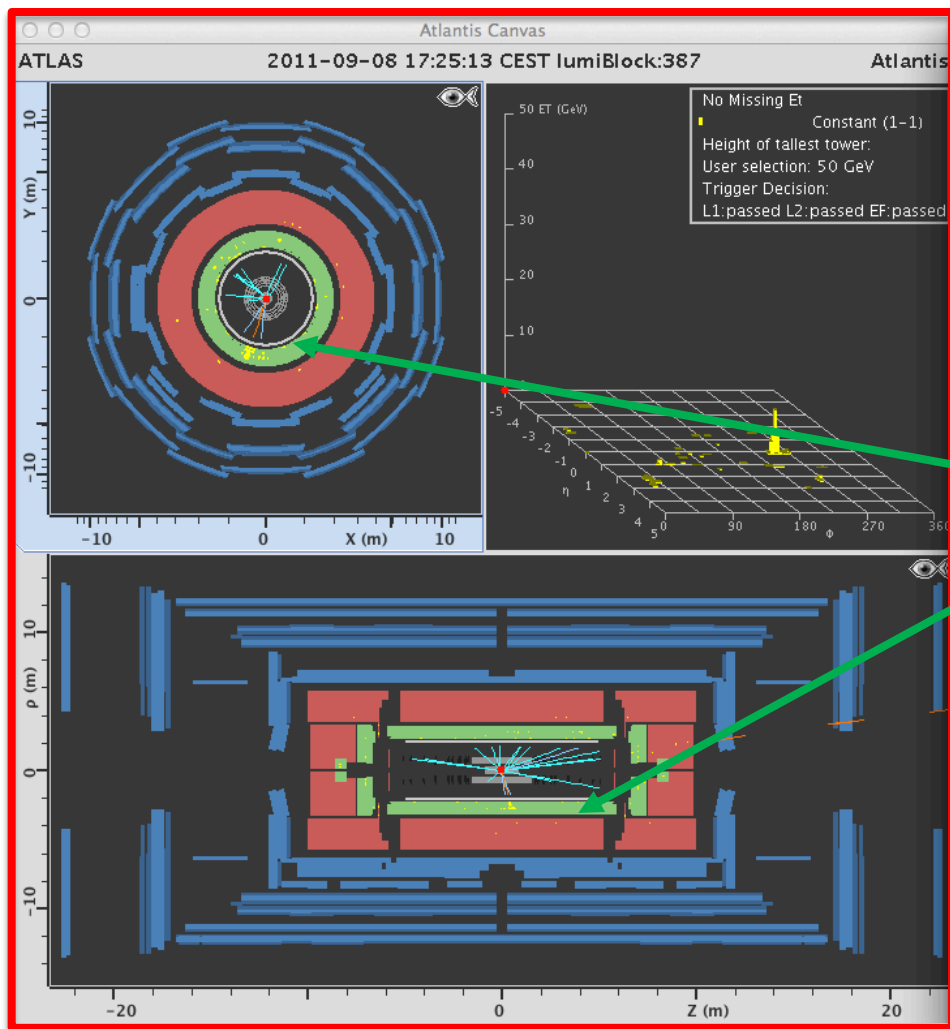 Atlantis Canvas
ATLAS 2011-09-08 17:25:13 CEST lumiBlock:387 Atlantis
10
Y (m)
0
-10
-10 0 X (m) 10
50 ET (GeV)
40
30
20
10
No Missing Et
Constant (1-1)
Height of tallest tower:
User selection: 50 GeV
Trigger Decision:
L1:passed L2:passed EF:passed
-5
-4
-3
-2
-1
0
η 1
2
3
4
5
0 90 180 Φ 270 360
10
ρ (m)
0
-10
-20 0 Z (m) 20